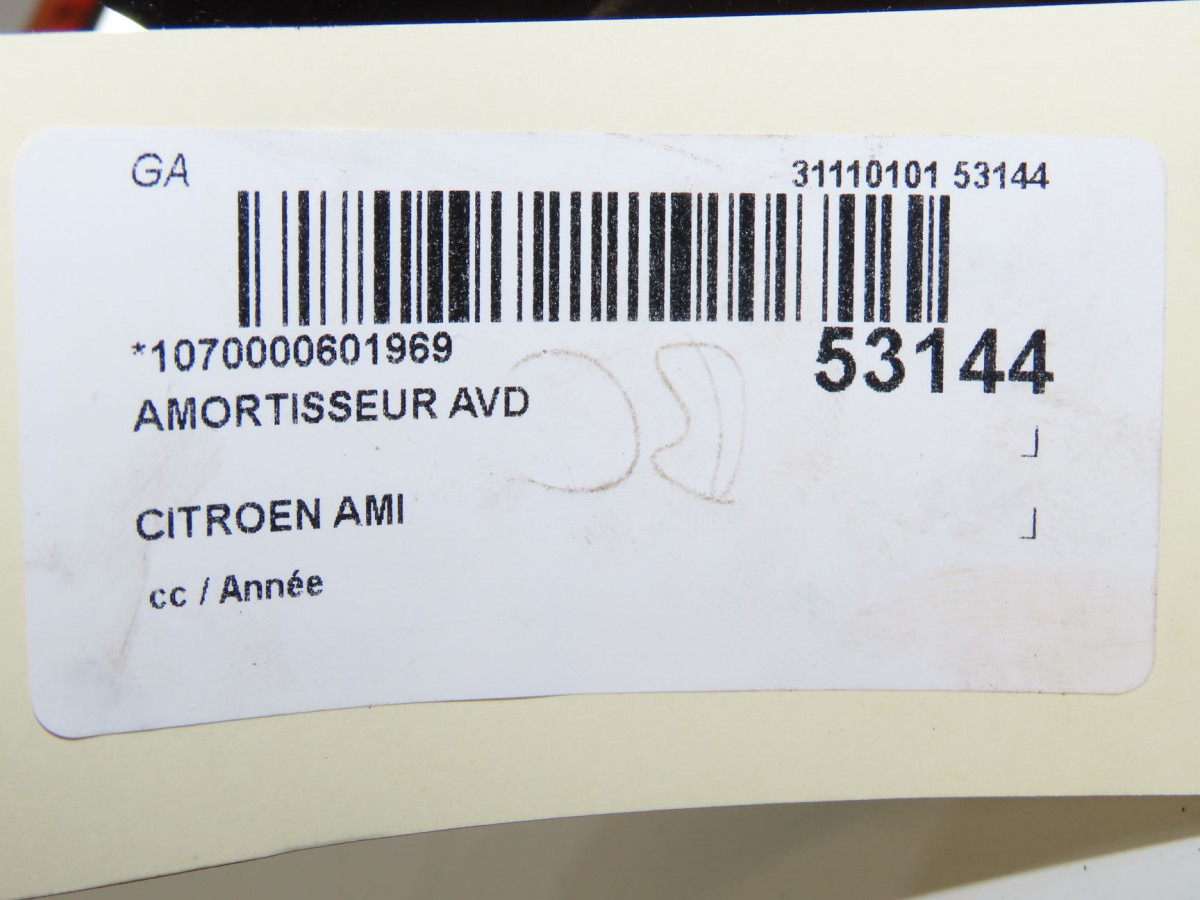 GA
31110101 53144
*1070000601969
53144
AMORTISSEUR AVD
CITROEN AMI
cc / Année